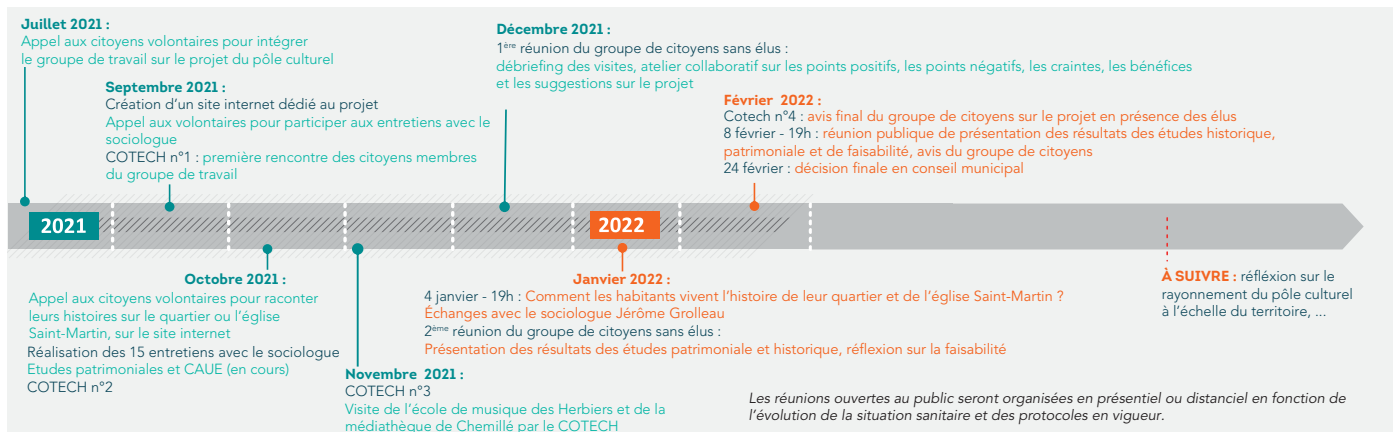 Juillet 2021 :
Appel aux citoyens volontaires pour intégrer
le groupe de travail sur le projet du pôle culturel
Septembre 2021 :
Création d'un site internet dédié au projet
Appel aux volontaires pour participer aux entretiens avec le
sociologue
COTECH n°1 : première rencontre des citoyens membres
du groupe de travail
Décembre 2021 :
1ère réunion du groupe de citoyens sans élus :
débriefing des visites, atelier collaboratif sur les points positifs, les points négatifs, les craintes, les bénéfices
et les suggestions sur le projet
Février 2022 :
Cotech n°4 : avis final du groupe de citoyens sur le projet en présence des élus
8 février - 19h : réunion publique de présentation des résultats des études historique,
patrimoniale et de faisabilité, avis du groupe de citoyens
24 février : décision finale en conseil municipal
2021
2022
Octobre 2021 :
Appel aux citoyens volontaires pour raconter
leurs histoires sur le quartier ou l'église
Saint-Martin, sur le site internet
Réalisation des 15 entretiens avec le sociologue
Etudes patrimoniales et CAUE (en cours)
COTECH n°2
Novembre 2021 :
COTECH n°3
Visite de l'école de musique des Herbiers et de la
médiathèque de Chemillé par le COTECH
Janvier 2022 :
4 janvier - 19h : Comment les habitants vivent l'histoire de leur quartier et de l'église Saint-Martin ?
Échanges avec le sociologue Jérôme Grolleau
2ème réunion du groupe de citoyens sans élus :
Présentation des résultats des études patrimoniale et historique, réflexion sur la faisabilité
À SUIVRE : réfléxion sur le
rayonnement du pôle culturel
à l'échelle du territoire, ...
Les réunions ouvertes au public seront organisées en présentiel ou distanciel en fonction de
l'évolution de la situation sanitaire et des protocoles en vigueur.